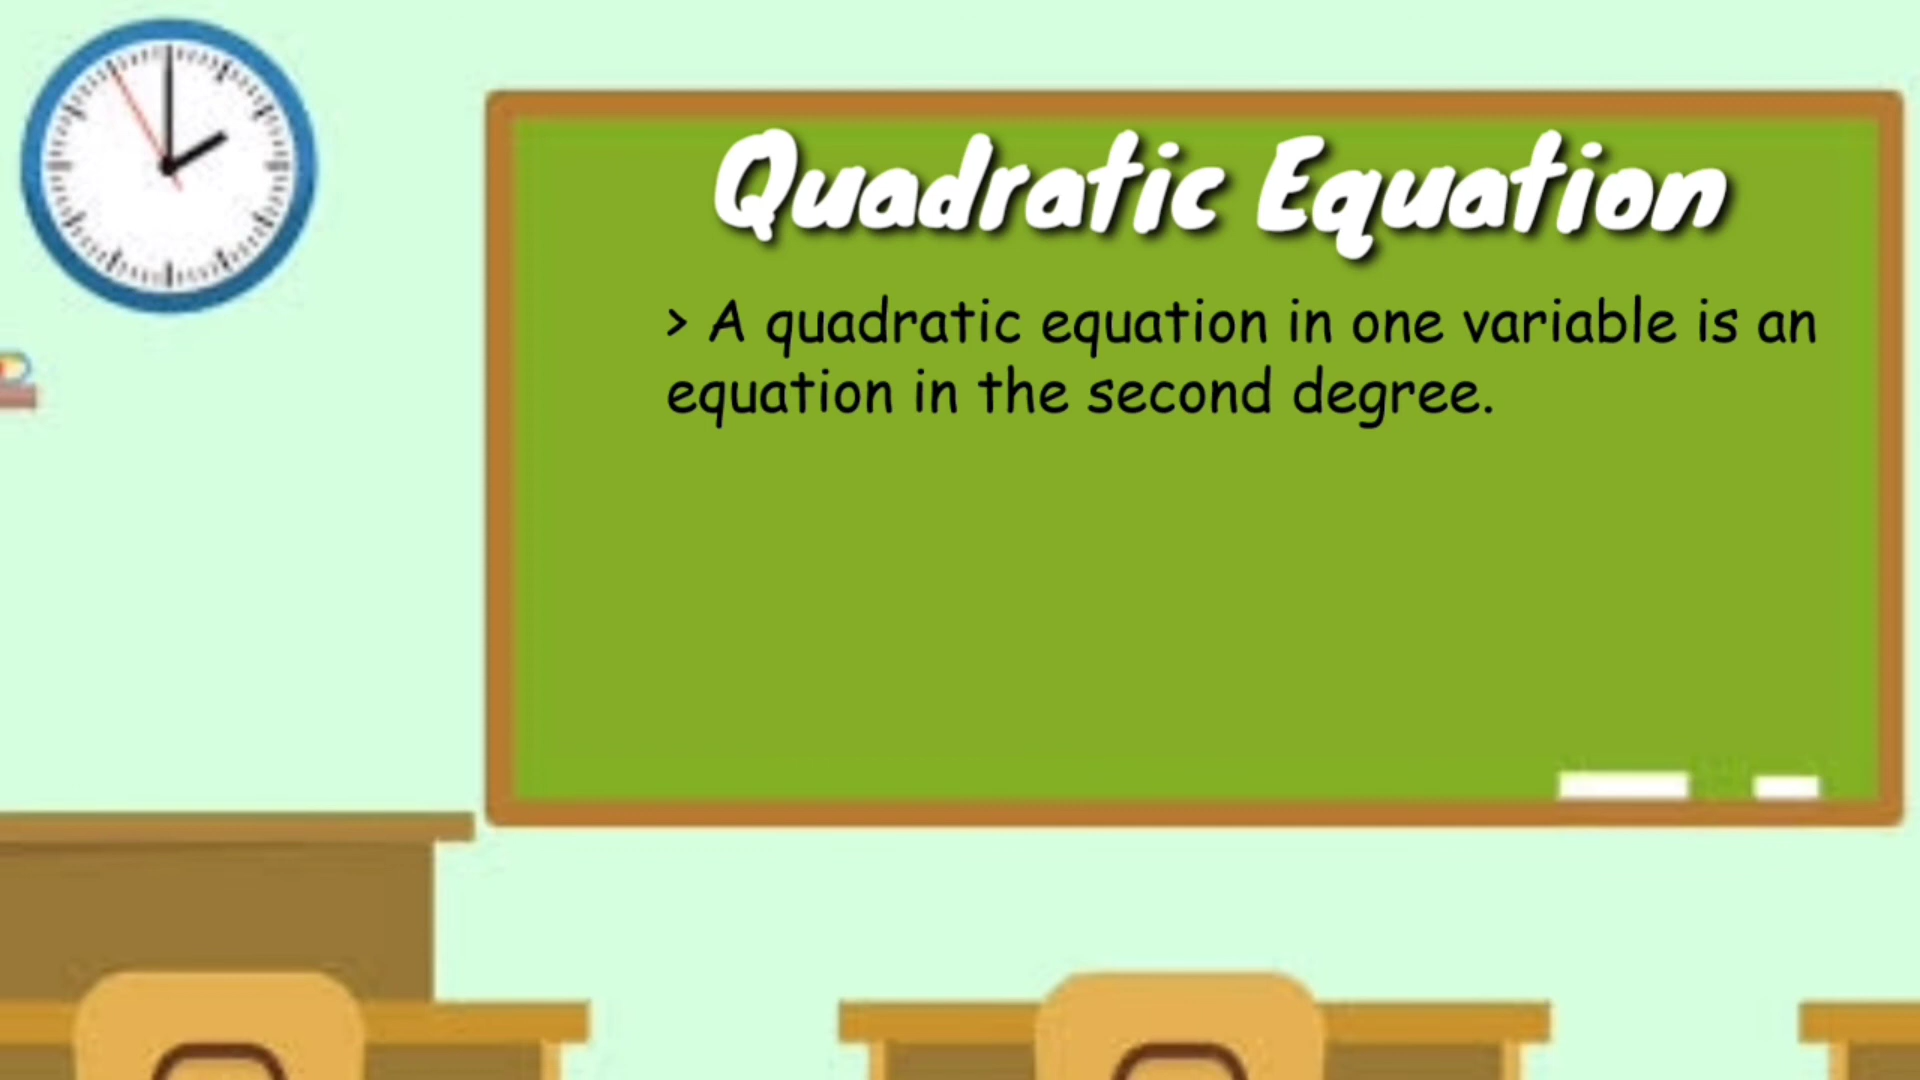 Quadratic Equation
> A quadratic equation in one variable is an
equation in the second degree.